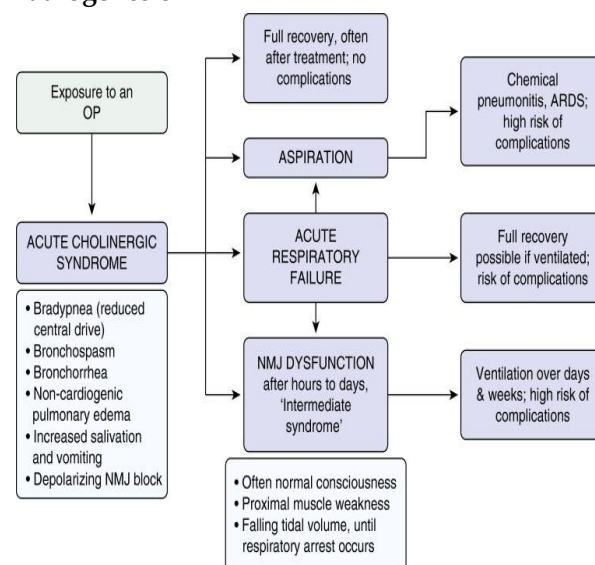 Exposure to an
OP
ACUTE CHOLINERGIC
SYNDROME
• Bradypnea (reduced
central drive)
• Bronchospasm
• Bronchorrhea
• Non-cardiogenic
pulmonary edema
• Increased salivation
and vomiting
• Depolarizing NMJ block
Full recovery, often
after treatment; no
complications
ASPIRATION
ACUTE
RESPIRATORY
FAILURE
NMJ DYSFUNCTION
after hours to days,
'Intermediate
syndrome'
• Often normal consciousness
• Proximal muscle weakness
• Falling tidal volume, until
respiratory arrest occurs
Chemical
pneumonitis, ARDS;
high risk of
complications
Full recovery
possible if ventilated;
risk of complications
Ventilation over days
& weeks; high risk of
complications